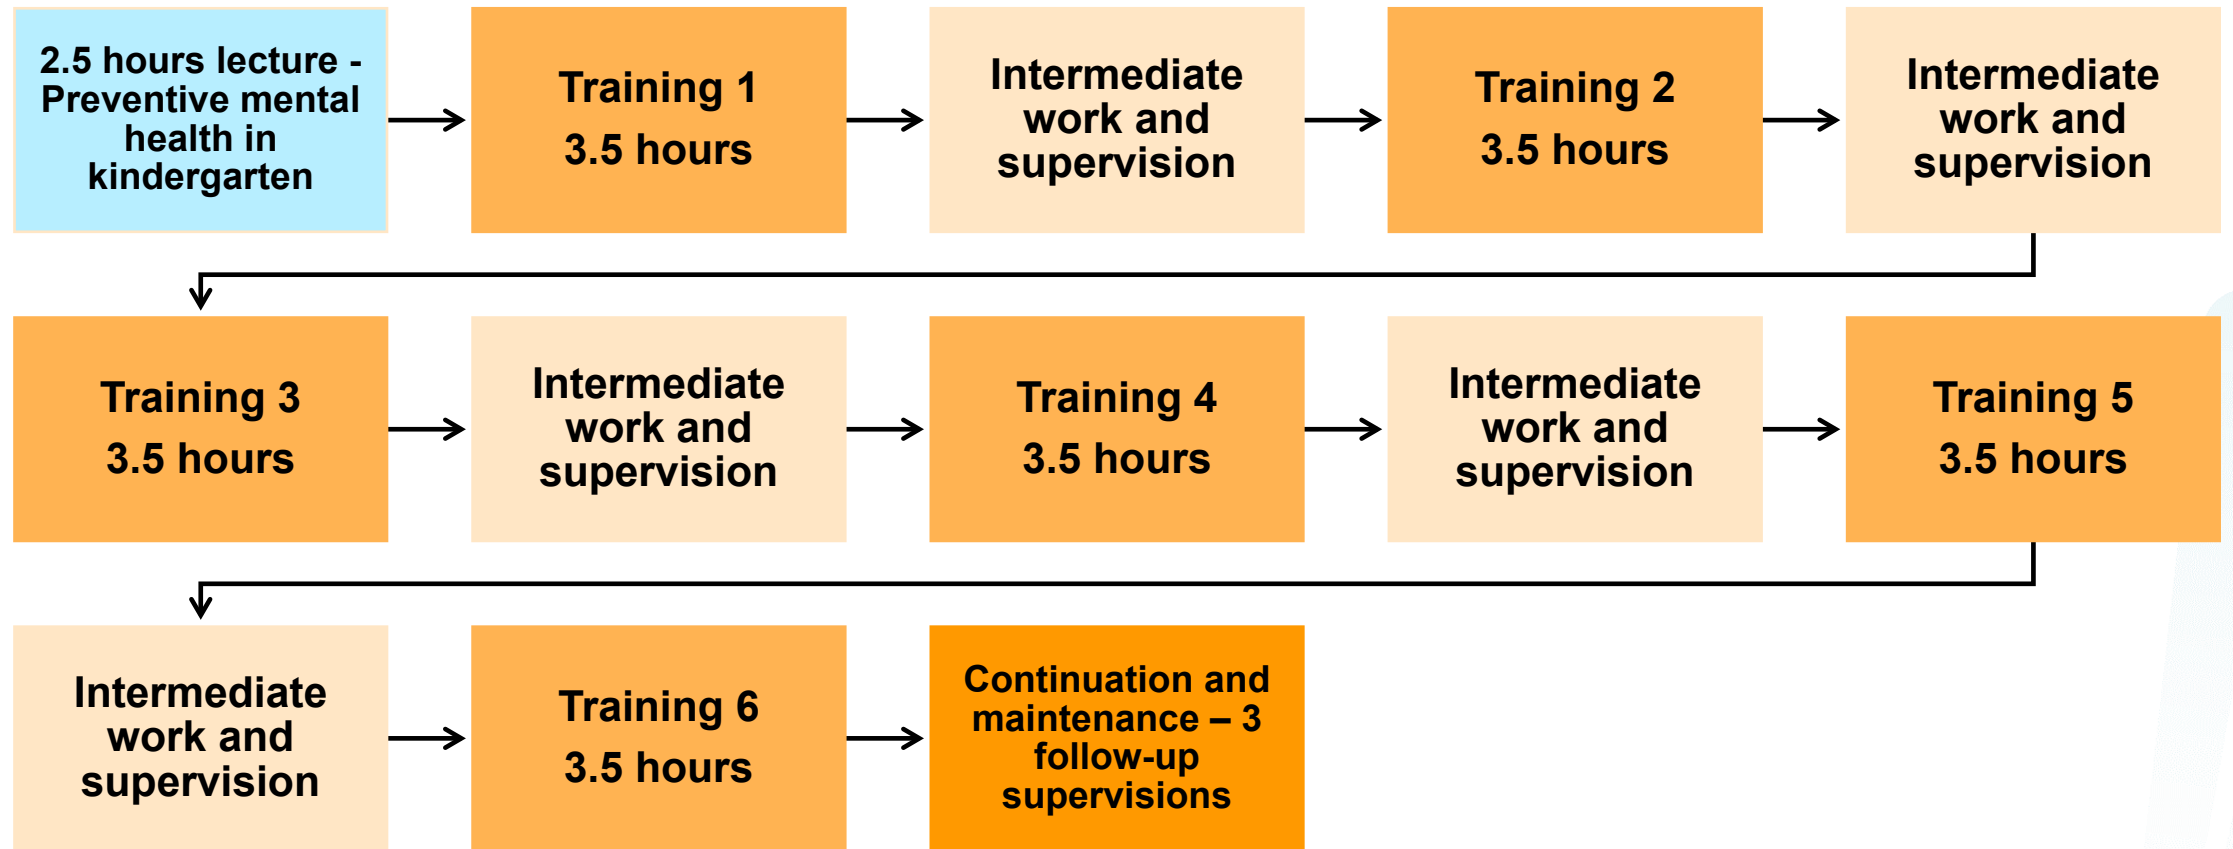 2.5 hours lecture -
Preventive mental
health in
kindergarten
Training 1
3.5 hours
Intermediate
work and
supervision
Training 2
3.5 hours
Intermediate
work and
supervision
Training 3
3.5 hours
Intermediate
work and
supervision
Training 4
3.5 hours
Intermediate
work and
supervision
Training 5
3.5 hours
Intermediate
work and
supervision
Training 6
3.5 hours
Continuation and
maintenance – 3
follow-up
supervisions